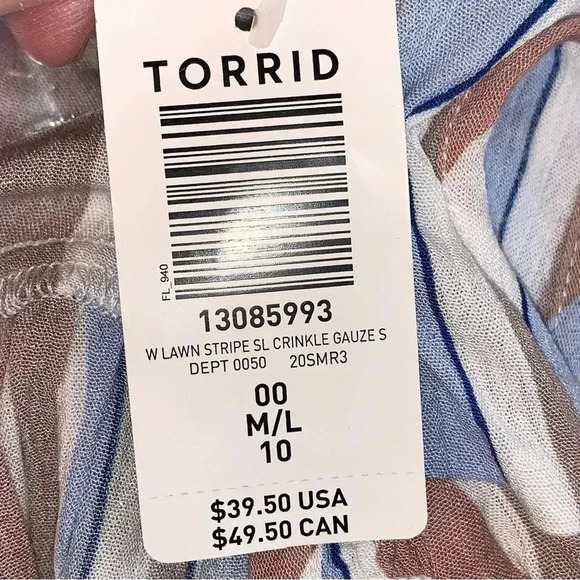 TORRID
FL_940
13085993
W LAWN STRIPE SL CRINKLE GAUZE S
DEPT 0050 20SMR3
00
M/L
10
$39.50 USA
$49.50 CAN